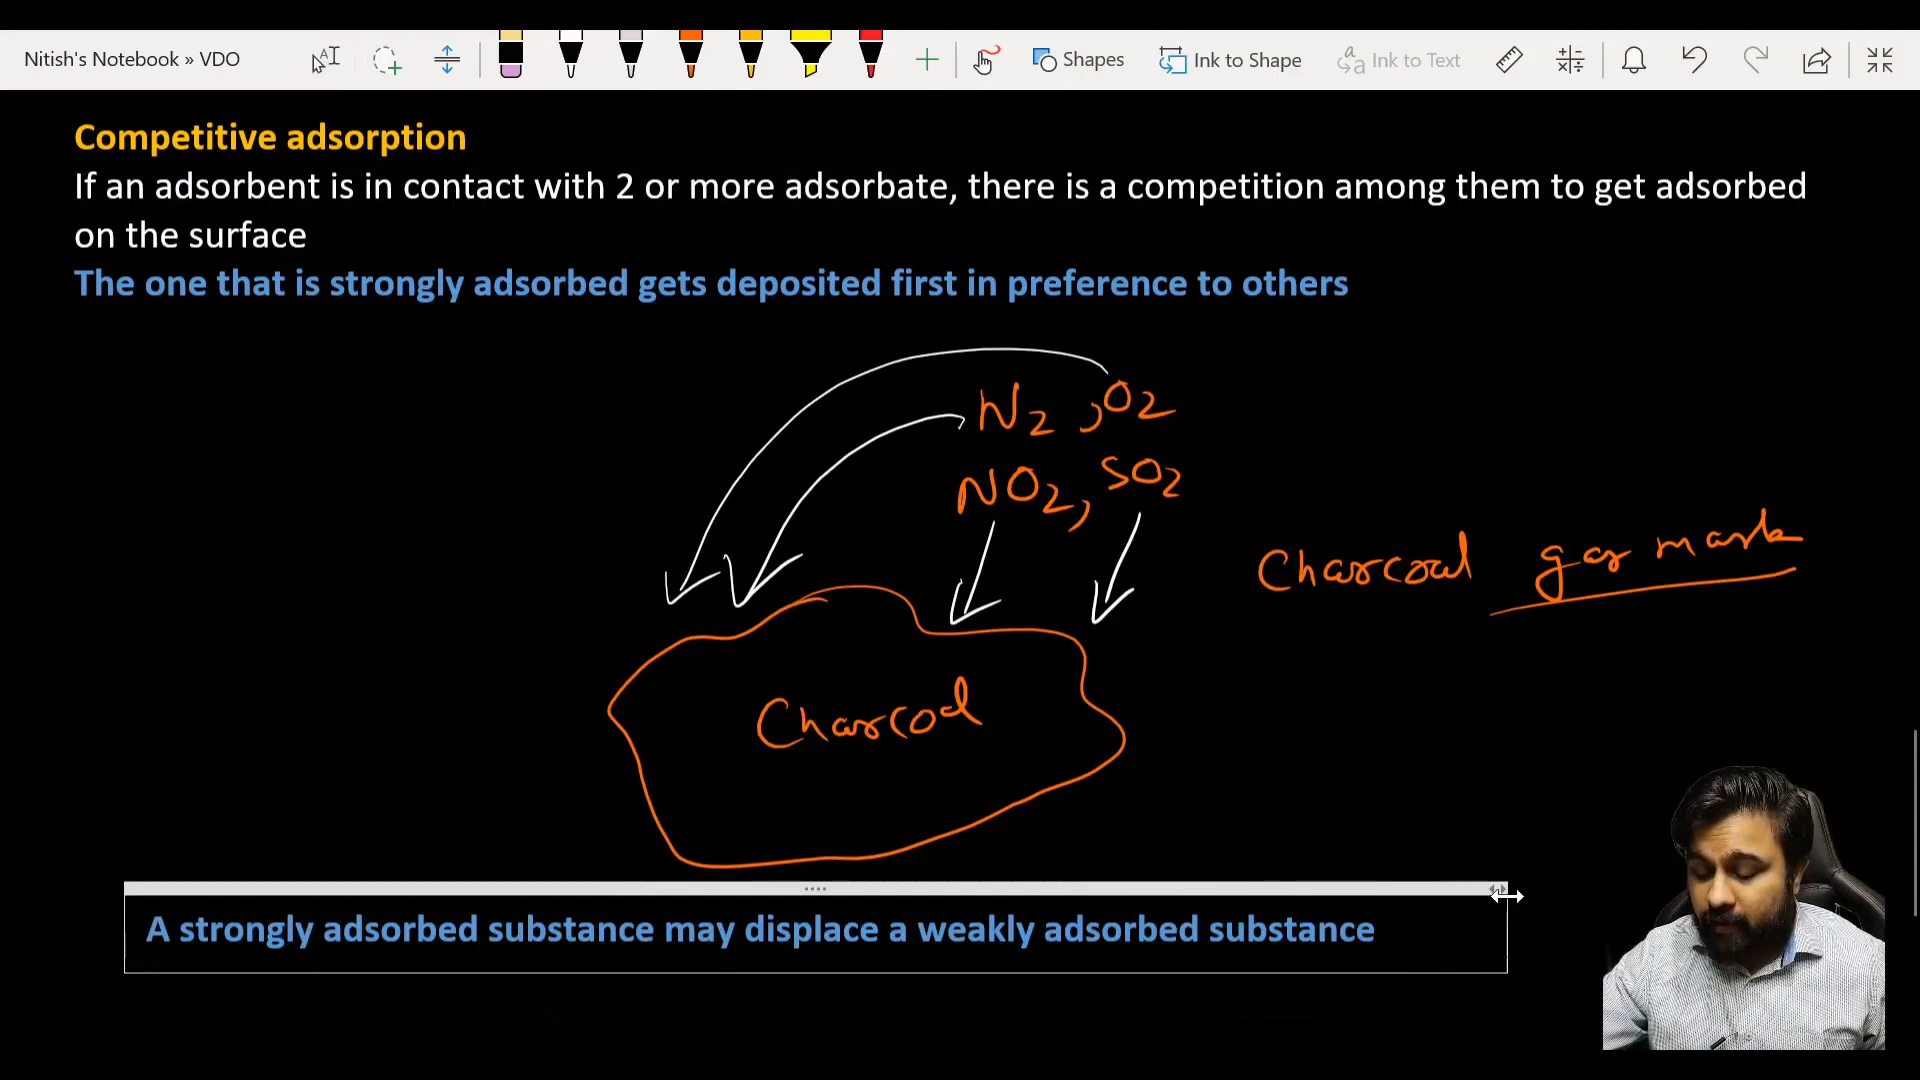 Nitish's Notebook » VDO
Shapes
Ink to Shape
Ink to Text
Competitive adsorption
If an adsorbent is in contact with 2 or more adsorbate, there is a competition among them to get adsorbed
on the surface
The one that is strongly adsorbed gets deposited first in preference to others
N2 , O2
NO2, SO2
Charcoal gas mask
Charcoal
A strongly adsorbed substance may displace a weakly adsorbed substance